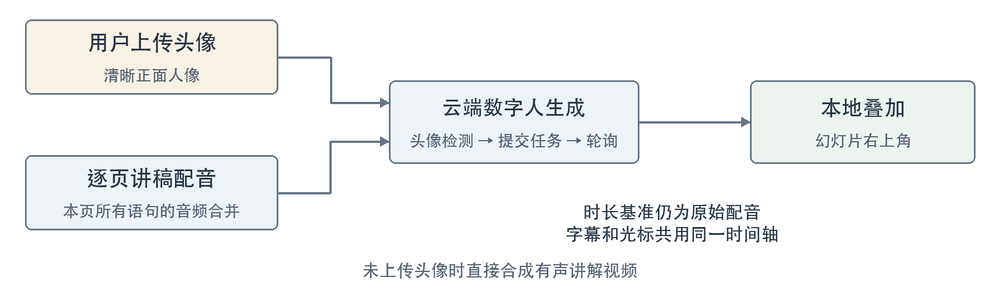 用户上传头像
清晰正面人像
逐页讲稿配音
本页所有语句的音频合并
云端数字人生成
头像检测 → 提交任务 → 轮询
本地叠加
幻灯片右上角
时长基准仍为原始配音
字幕和光标共用同一时间轴
未上传头像时直接合成有声讲解视频